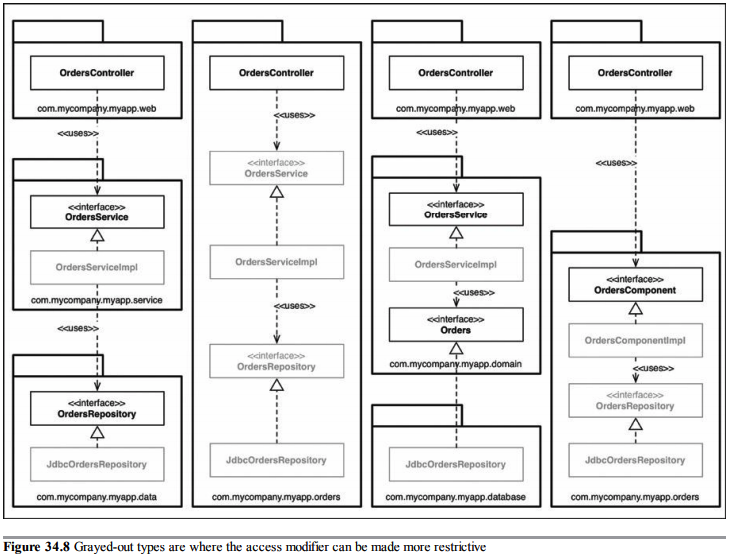 OrdersController
com.mycompany.myapp.web
<<uses>>
<<interface>>
OrdersService
OrdersServiceImpl
com.mycompany.myapp.service
<<uses>>
<<interface>>
OrdersRepository
JdbcOrdersRepository
com.mycompany.myapp.data
OrdersController
<<uses>>
<<interface>>
OrdersService
OrdersServiceImpl
<<uses>>
<<interface>>
OrdersRepository
JdbcOrdersRepository
com.mycompany.myapp.orders
OrdersController
com.mycompany.myapp.web
<<uses>>
<<interface>>
OrdersService
OrdersServiceImpl
<<uses>>
<<interface>>
Orders
com.mycompany.myapp.domain
JdbcOrdersRepository
com.mycompany.myapp.database
OrdersController
com.mycompany.myapp.web
<<uses>>
<<interface>>
OrdersComponent
OrdersComponentImpl
<<uses>>
<<interface>>
OrdersRepository
JdbcOrdersRepository
com.mycompany.myapp.orders
Figure 34.8 Grayed-out types are where the access modifier can be made more restrictive